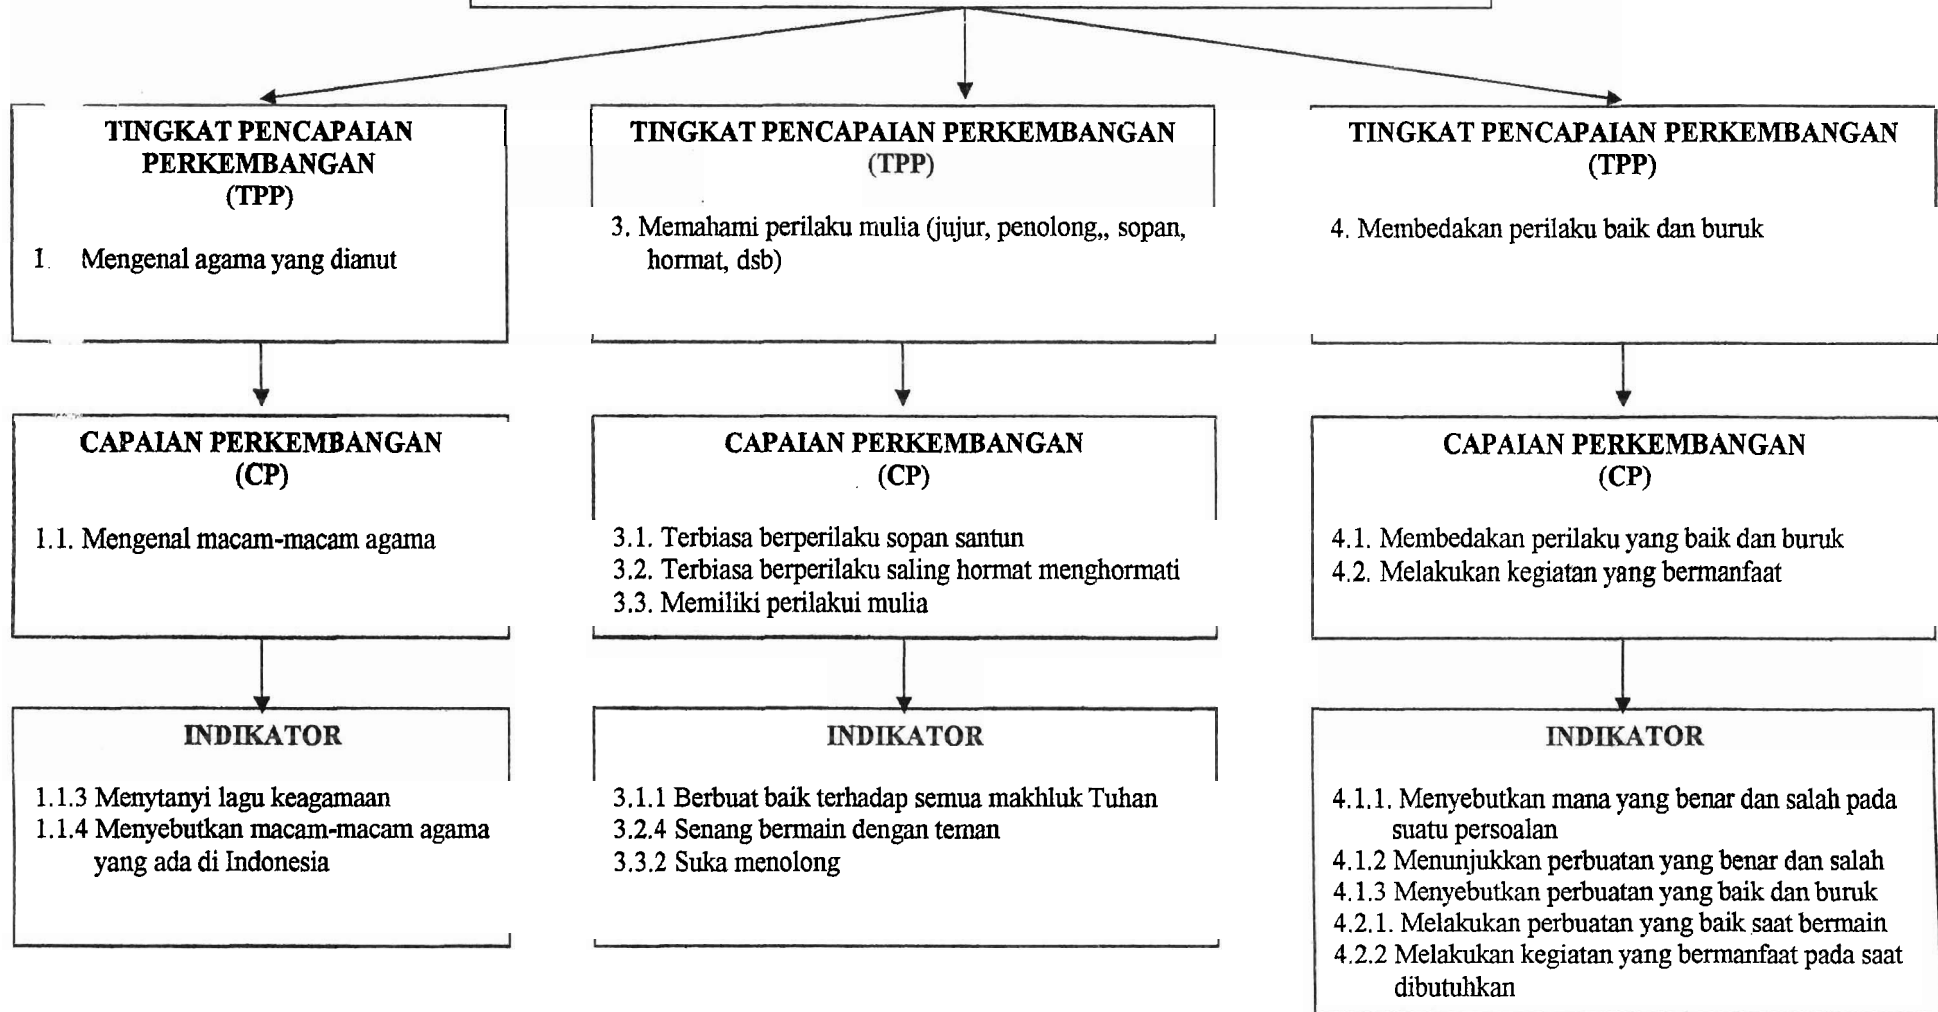 TINGKAT PENCAPAIAN
PERKEMBANGAN
(TPP)
1. Mengenal agama yang dianut
TINGKAT PENCAPAIAN PERKEMBANGAN
(TPP)
3. Memahami perilaku mulia (jujur, penolong,, sopan,
hormat, dsb)
TINGKAT PENCAPAIAN PERKEMBANGAN
(TPP)
4. Membedakan perilaku baik dan buruk
CAPAIAN PERKEMBANGAN
(CP)
1.1. Mengenal macam-macam agama
CAPAIAN PERKEMBANGAN
(CP)
3.1. Terbiasa berperilaku sopan santun
3.2. Terbiasa berperilaku saling hormat menghormati
3.3. Memiliki perilakui mulia
CAPAIAN PERKEMBANGAN
(CP)
4.1. Membedakan perilaku yang baik dan buruk
4.2. Melakukan kegiatan yang bermanfaat
INDIKATOR
1.1.3 Menytanyi lagu keagamaan
1.1.4 Menyebutkan macam-macam agama
yang ada di Indonesia
INDIKATOR
3.1.1 Berbuat baik terhadap semua makhluk Tuhan
3.2.4 Senang bermain dengan teman
3.3.2 Suka menolong
INDIKATOR
4.1.1. Menyebutkan mana yang benar dan salah pada
suatu persoalan
4.1.2 Menunjukkan perbuatan yang benar dan salah
4.1.3 Menyebutkan perbuatan yang baik dan buruk
4.2.1. Melakukan perbuatan yang baik saat bermain
4.2.2 Melakukan kegiatan yang bermanfaat pada saat
dibutuhkan